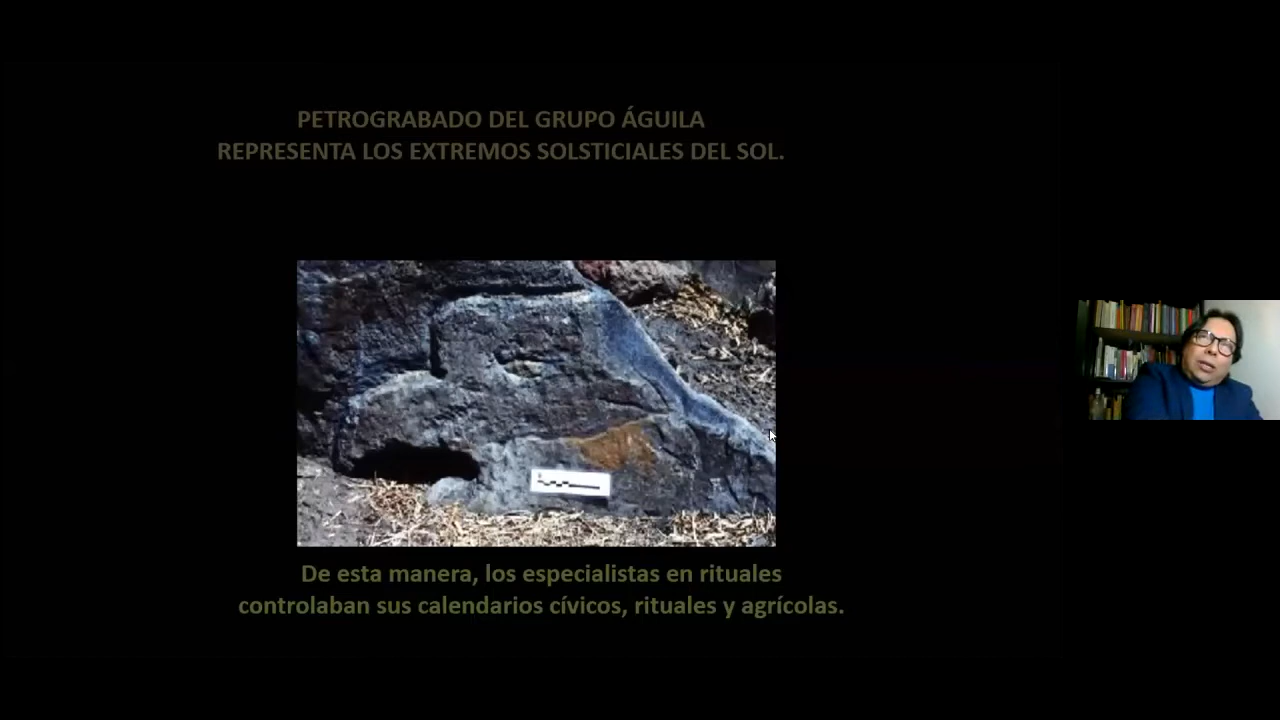 PETROGRABADO DEL GRUPO ÁGUILA
REPRESENTA LOS EXTREMOS SOLSTICIALES DEL SOL.
De esta manera, los especialistas en rituales
controlaban sus calendarios cívicos, rituales y agrícolas.